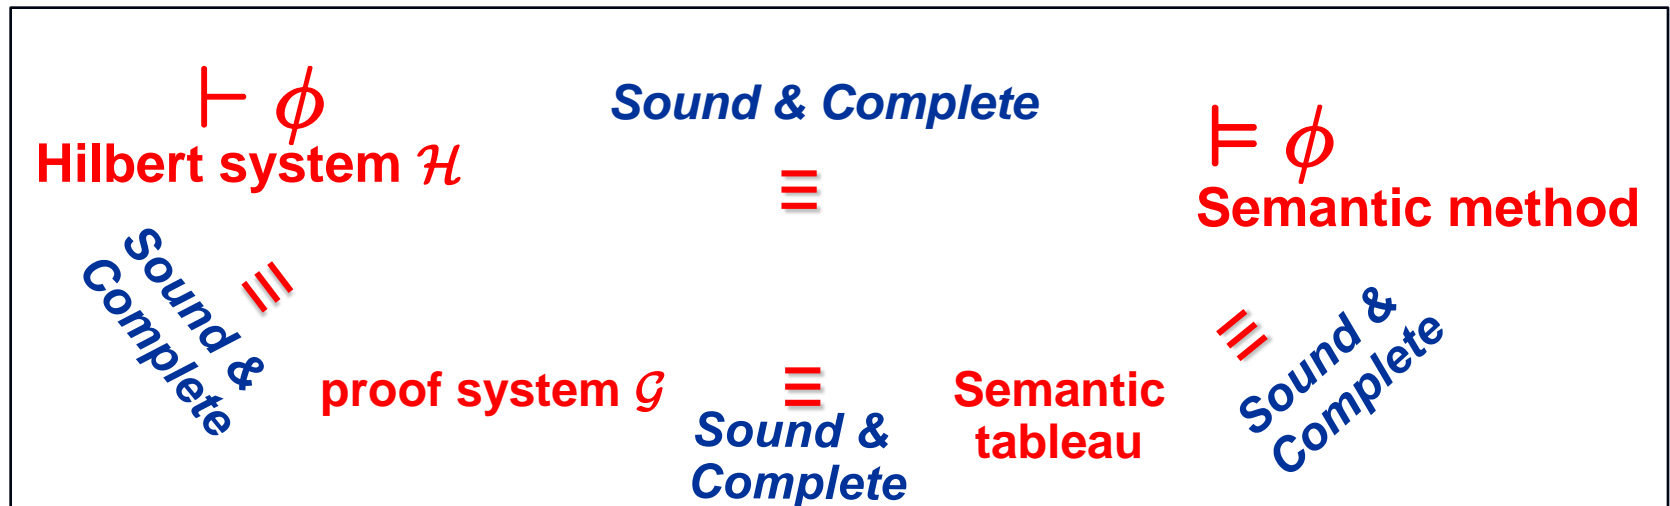 ⊢ ϕ
Hilbert system ℋ
Sound & Complete
≡
⊨ ϕ
Semantic method
Sound &
Complete
≡
proof system 𝒢
≡
Sound &
Complete
Semantic
tableau
≡
Sound &
Complete